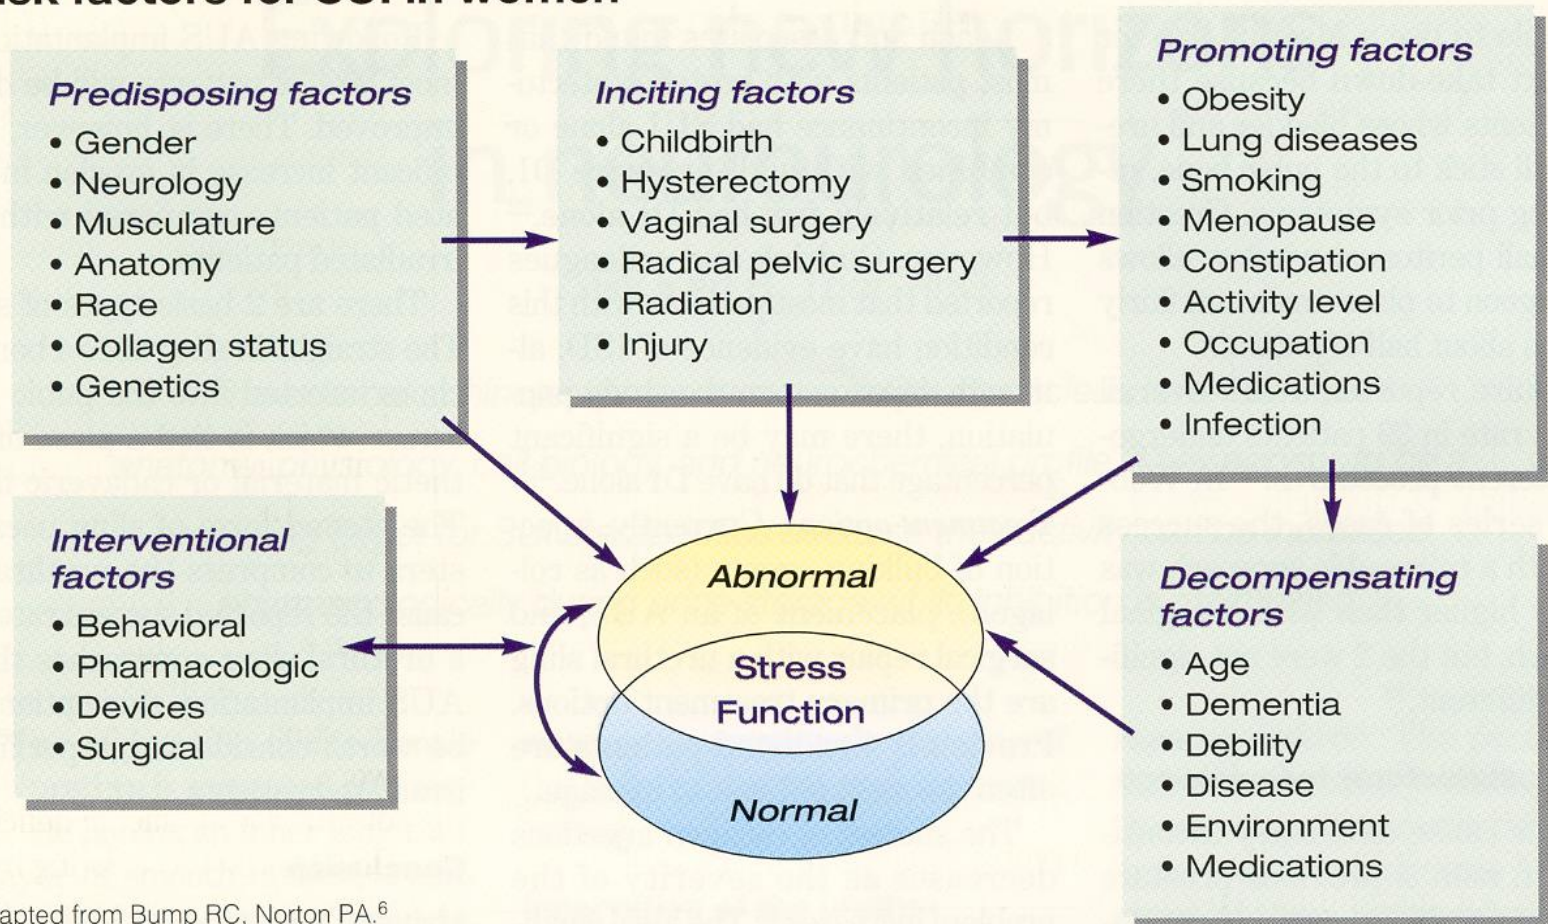 risk factors for SUI in women
Predisposing factors
• Gender
• Neurology
• Musculature
• Anatomy
• Race
• Collagen status
• Genetics
Inciting factors
• Childbirth
• Hysterectomy
• Vaginal surgery
• Radical pelvic surgery
• Radiation
• Injury
Promoting factors
• Obesity
• Lung diseases
• Smoking
• Menopause
• Constipation
• Activity level
• Occupation
• Medications
• Infection
Interventional
factors
• Behavioral
• Pharmacologic
• Devices
• Surgical
Abnormal
Stress
Function
Normal
Decompensating
factors
• Age
• Dementia
• Debility
• Disease
• Environment
• Medications
apted from Bump RC, Norton PA.6